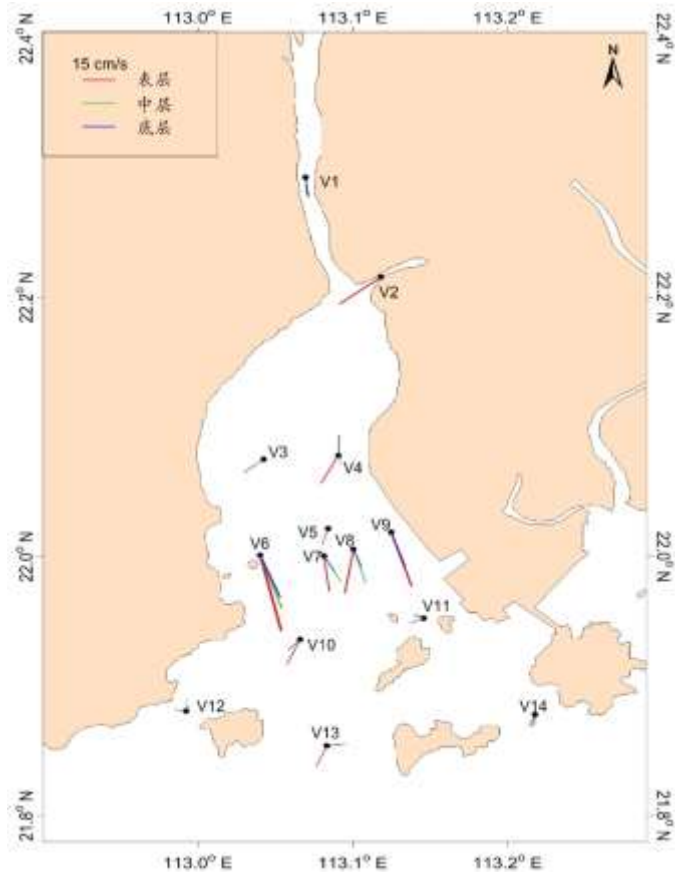 113.0° E 113.1° E 113.2° E
22.4° N 22.4° N
15 cm/s
表层
中层
底层
N
V1
V2
22.2° N 22.2° N
V3
V4
V5
V9
V6
V8
V7
22.0° N 22.0° N
V11
V10
V12
V14
V13
21.8° N 21.8° N
113.0° E 113.1° E 113.2° E